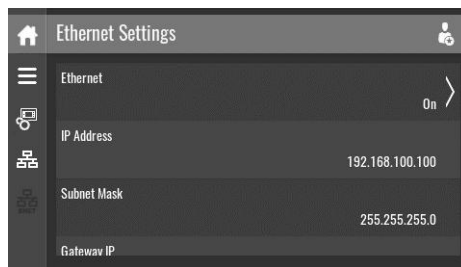 Ethernet Settings
Ethernet
On
IP Address
192.168.100.100
Subnet Mask
255.255.255.0
Gateway IP